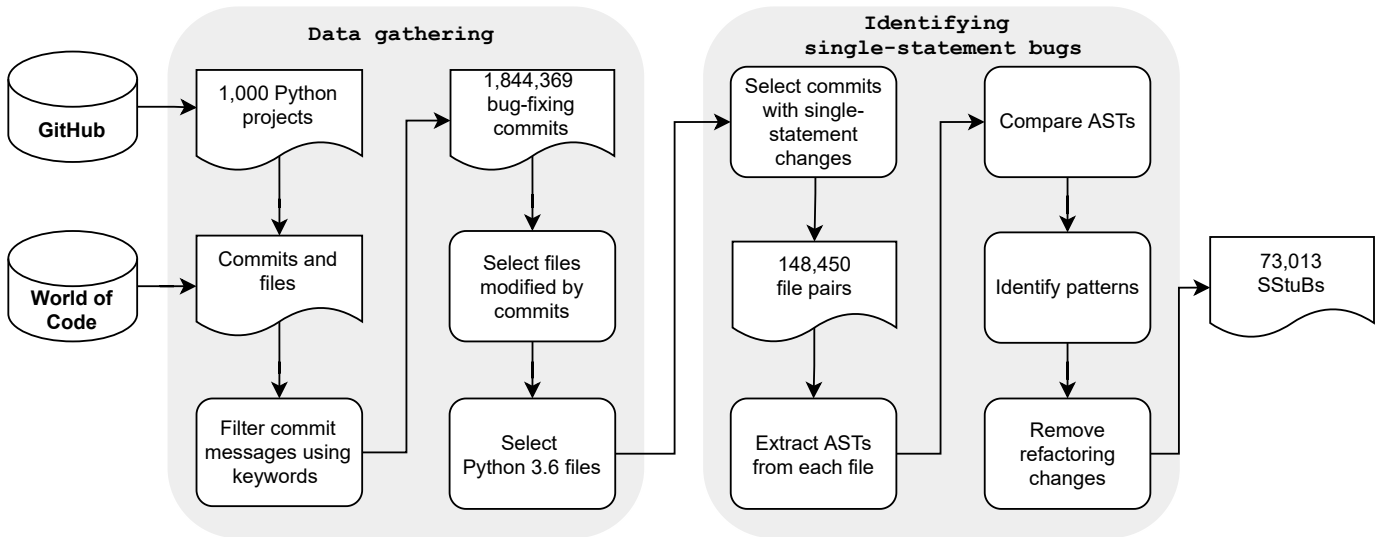 GitHub
World of
Code
Data gathering
1,000 Python
projects
Commits and
files
Filter commit
messages using
keywords
1,844,369
bug-fixing
commits
Select files
modified by
commits
Select
Python 3.6 files
Identifying
single-statement bugs
Select commits
with single-
statement
changes
148,450
file pairs
Extract ASTs
from each file
Compare ASTs
Identify patterns
Remove
refactoring
changes
73,013
SStuBs